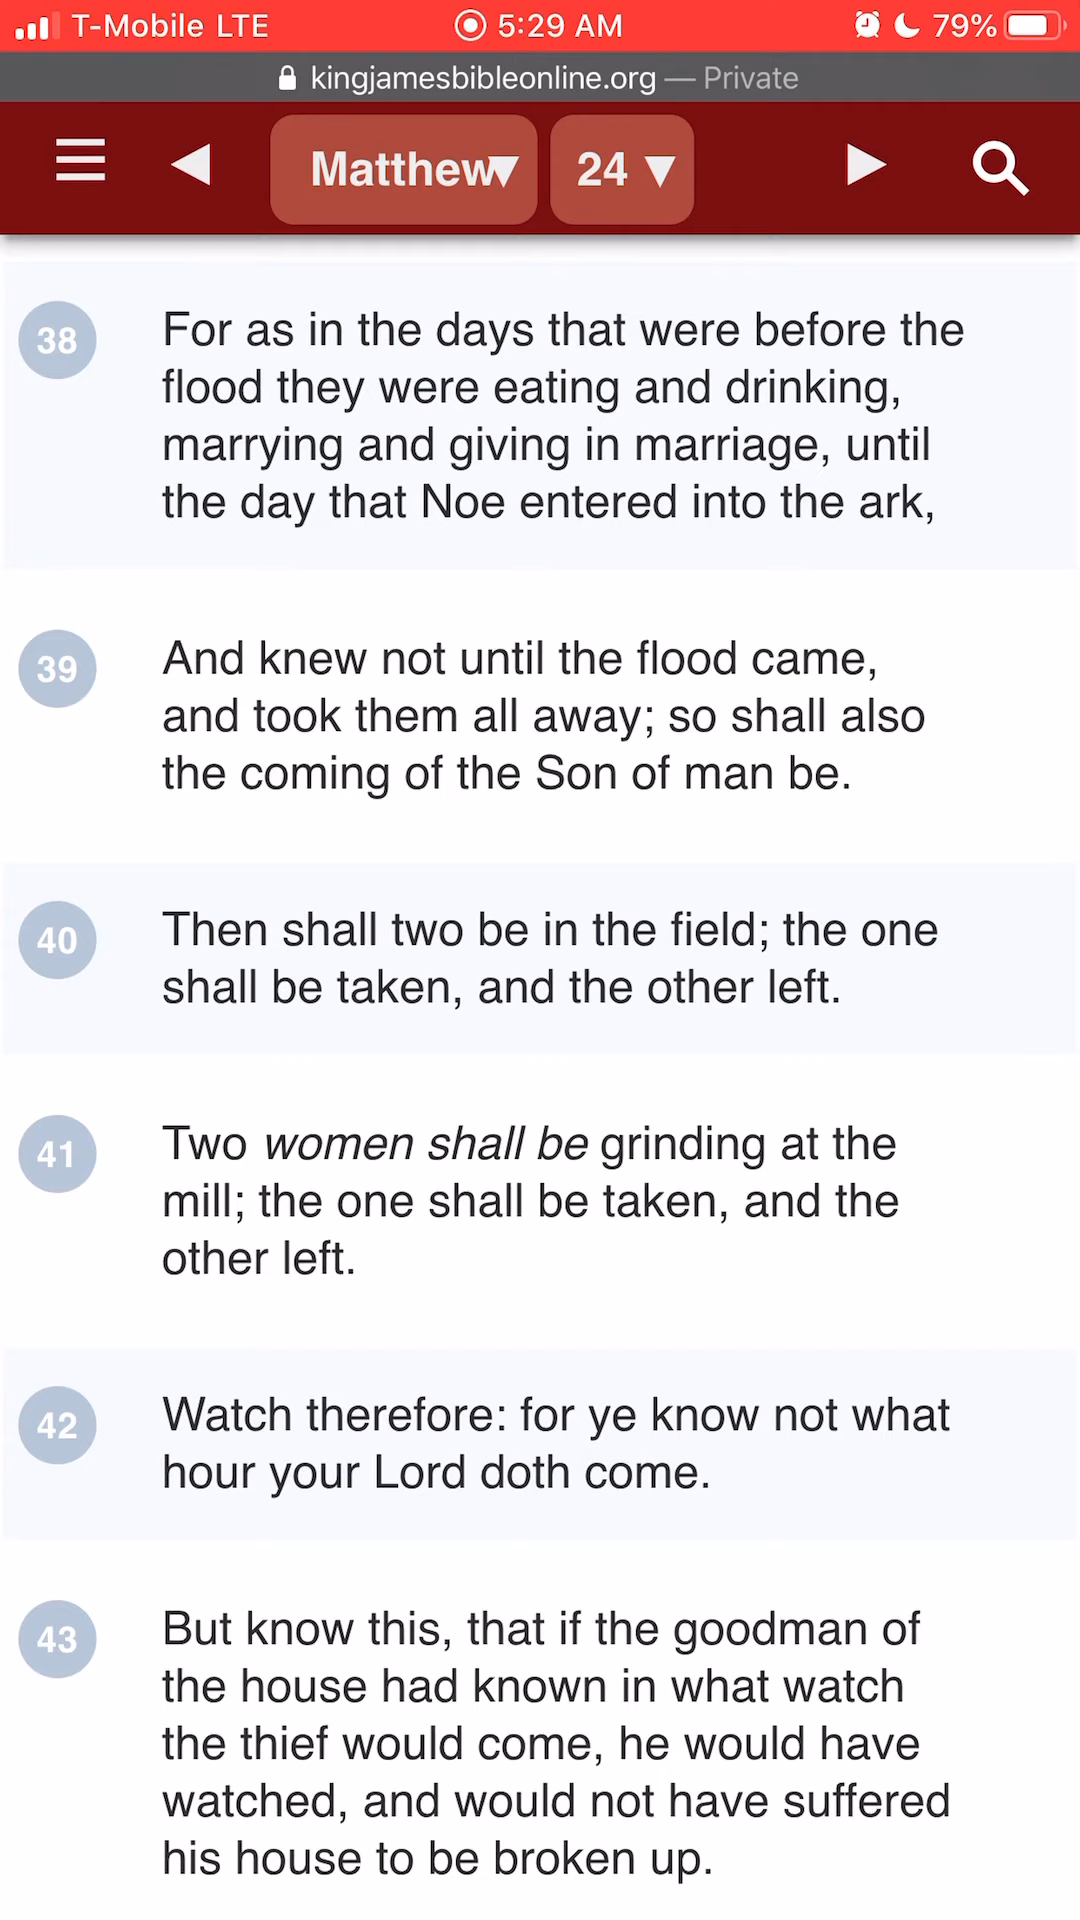 T-Mobile LTE 5:29 AM 79%
kingjamesbibleonline.org — Private
Matthew 24
38 For as in the days that were before the
flood they were eating and drinking,
marrying and giving in marriage, until
the day that Noe entered into the ark,
39 And knew not until the flood came,
and took them all away; so shall also
the coming of the Son of man be.
40 Then shall two be in the field; the one
shall be taken, and the other left.
41 Two women shall be grinding at the
mill; the one shall be taken, and the
other left.
42 Watch therefore: for ye know not what
hour your Lord doth come.
43 But know this, that if the goodman of
the house had known in what watch
the thief would come, he would have
watched, and would not have suffered
his house to be broken up.